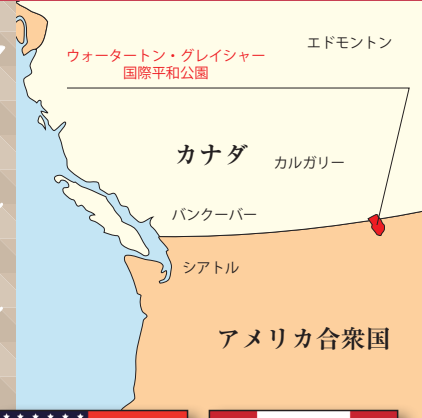 エドモントン
ウォータートン・グレイシャー
国際平和公園
カナダ
カルガリー
バンクーバー
シアトル
アメリカ合衆国